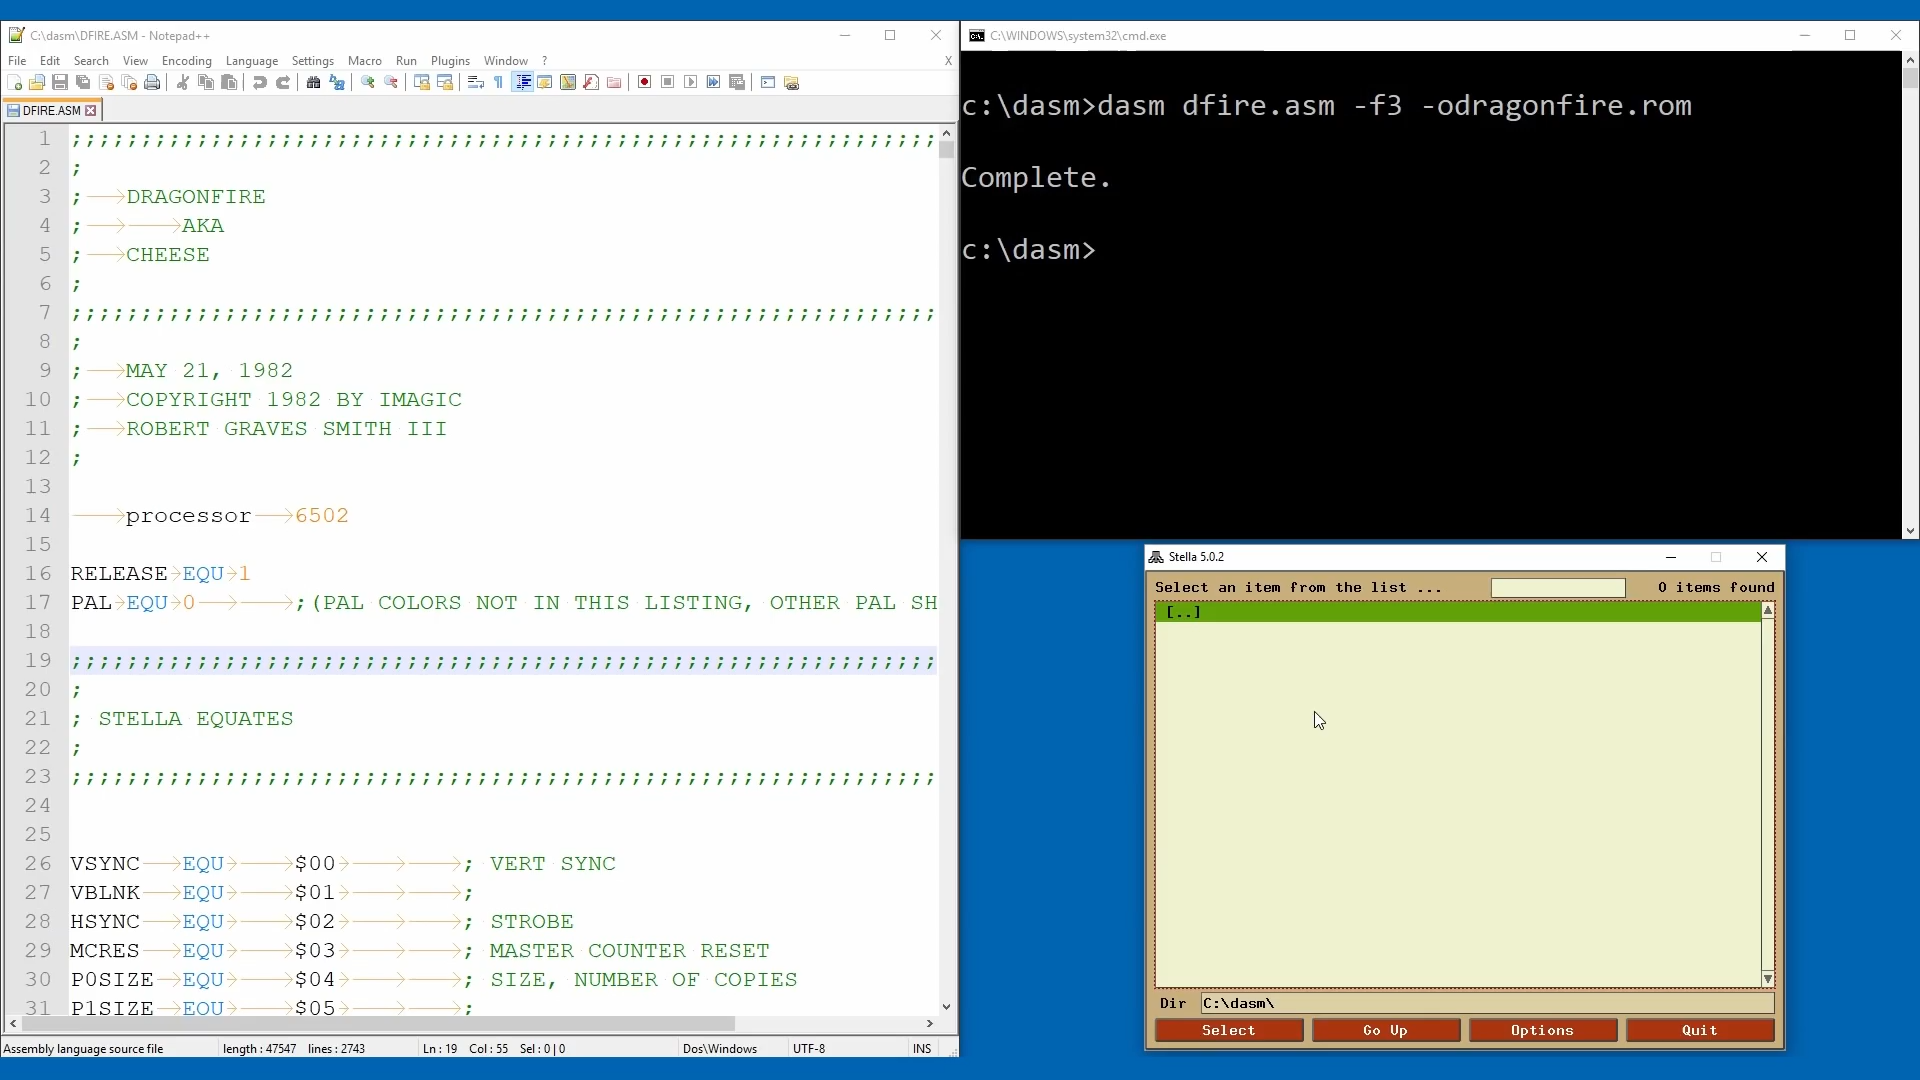 C:\dasm\DFIRE.ASM - Notepad++
File Edit Search View Encoding Language Settings Macro Run Plugins Window ? X
DFIRE.ASM
1 ;;;;;;;;;;;;;;;;;;;;;;;;;;;;;;;;;;;;;;;;;;;;;;;;;;;;;;;;;;;;;;
2 ;
3 ; DRAGONFIRE
4 ; AKA
5 ; CHEESE
6 ;
7 ;;;;;;;;;;;;;;;;;;;;;;;;;;;;;;;;;;;;;;;;;;;;;;;;;;;;;;;;;;;;;;
8 ;
9 ; MAY 21, 1982
10 ; COPYRIGHT 1982 BY IMAGIC
11 ; ROBERT GRAVES SMITH III
12 ;
13
14 processor 6502
15
16 RELEASE EQU 1
17 PAL EQU 0 ;(PAL COLORS NOT IN THIS LISTING, OTHER PAL SH
18
19 ;;;;;;;;;;;;;;;;;;;;;;;;;;;;;;;;;;;;;;;;;;;;;;;;;;;;;;;;;;;;;;
20 ;
21 ; STELLA EQUATES
22 ;
23 ;;;;;;;;;;;;;;;;;;;;;;;;;;;;;;;;;;;;;;;;;;;;;;;;;;;;;;;;;;;;;;
24
25
26 VSYNC EQU $00 ; VERT SYNC
27 VBLNK EQU $01 ;
28 HSYNC EQU $02 ; STROBE
29 MCRES EQU $03 ; MASTER COUNTER RESET
30 P0SIZE EQU $04 ; SIZE, NUMBER OF COPIES
31 P1SIZE EQU $05 ;
Assembly language source file length : 47547 lines : 2743 Ln : 19 Col : 55 Sel : 0 | 0 Dos\Windows UTF-8 INS
C:\WINDOWS\system32\cmd.exe
c:\dasm>dasm dfire.asm -f3 -odragonfire.rom
Complete.
c:\dasm>
Stella 5.0.2
Select an item from the list ... 0 items found
[..]
Dir C:\dasm\
Select Go Up Options Quit